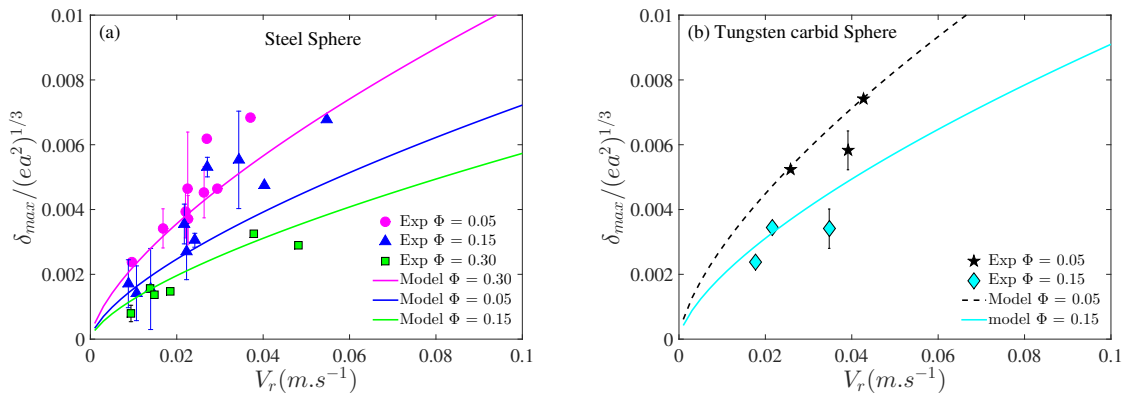 (a)
Steel Sphere
0.01
0.008
0.006
0.004
0.002
0
δmax/(ea²)^1/3
Exp Φ = 0.05
Exp Φ = 0.15
Exp Φ = 0.30
Model Φ = 0.30
Model Φ = 0.05
Model Φ = 0.15
0 0.02 0.04 0.06 0.08 0.1
Vr(m.s⁻¹)
(b) Tungsten carbid Sphere
0.01
0.008
0.006
0.004
0.002
0
δmax/(ea²)^1/3
Exp Φ = 0.05
Exp Φ = 0.15
Model Φ = 0.05
model Φ = 0.15
0 0.02 0.04 0.06 0.08 0.1
Vr(m.s⁻¹)